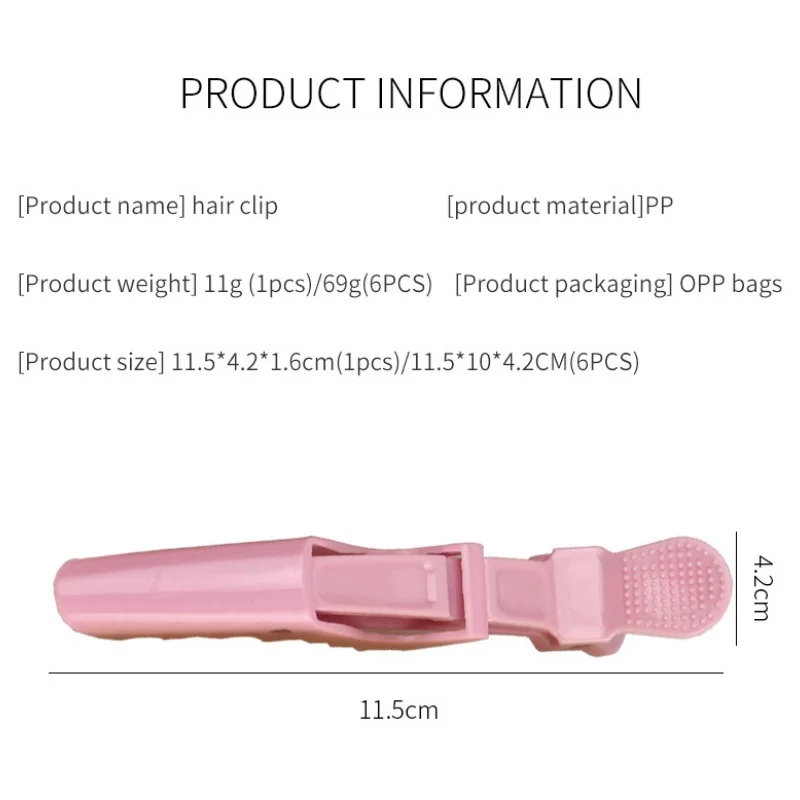 PRODUCT INFORMATION
[Product name] hair clip [product material]PP
[Product weight] 11g (1pcs)/69g(6PCS) [Product packaging] OPP bags
[Product size] 11.5*4.2*1.6cm(1pcs)/11.5*10*4.2CM(6PCS)
4.2cm
11.5cm